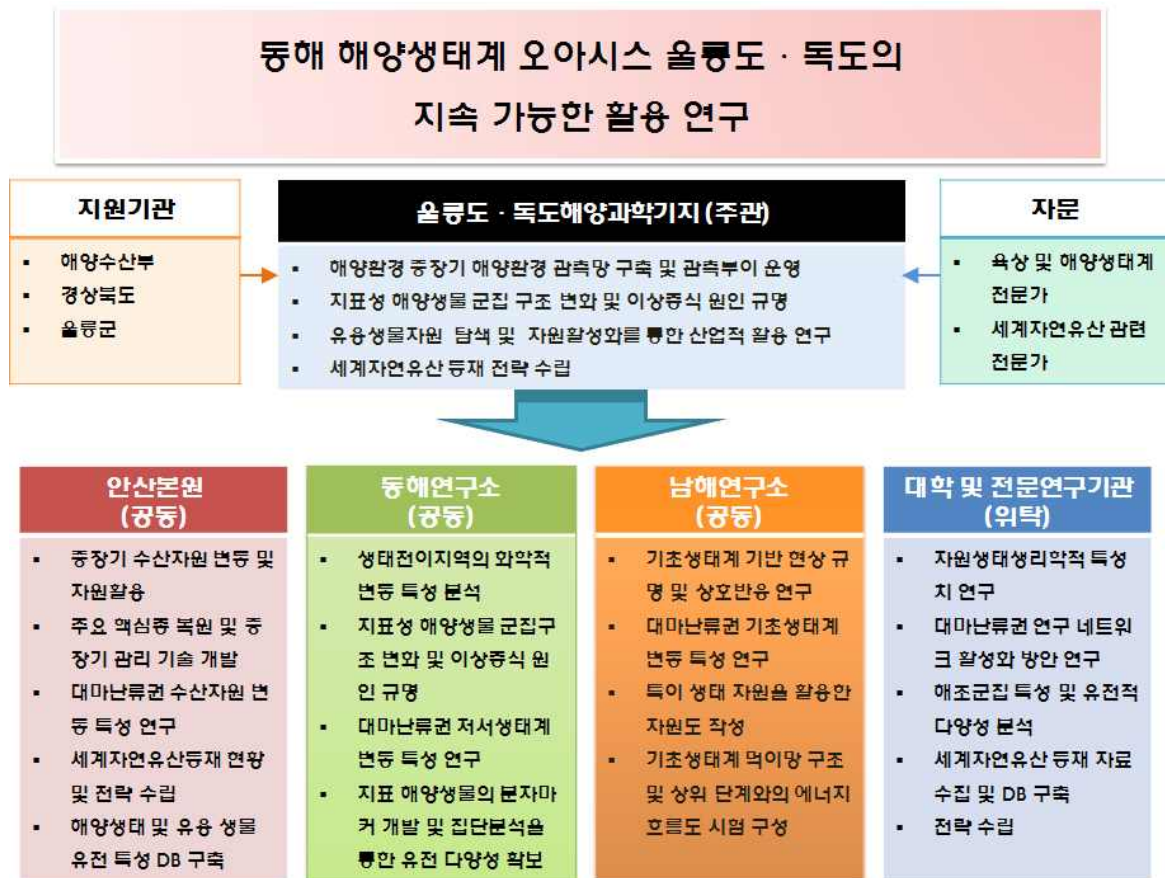 동해 해양생태계 오아시스 울릉도 · 독도의
지속 가능한 활용 연구
지원기관
▪ 해양수산부
▪ 경상북도
▪ 울릉군
울릉도 · 독도해양과학기지 (주관)
▪ 해양환경 중장기 해양환경 관측망 구축 및 관측부이 운영
▪ 지표성 해양생물 군집 구조 변화 및 이상증식 원인 규명
▪ 유용생물자원 탐색 및 자원활성화를 통한 산업적 활용 연구
▪ 세계자연유산 등재 전략 수립
자문
▪ 육상 및 해양생태계
전문가
▪ 세계자연유산 관련
전문가
안산본원
(공동)
▪ 중장기 수산자원 변동 및
자원활용
▪ 주요 핵심종 복원 및 중
장기 관리 기술 개발
▪ 대마난류권 수산자원 변
동 특성 연구
▪ 세계자연유산등재 현황
및 전략 수립
▪ 해양생태 및 유용 생물
유전 특성 DB 구축
동해연구소
(공동)
▪ 생태전이지역의 화학적
변동 특성 분석
▪ 지표성 해양생물 군집구
조 변화 및 이상증식 원
인 규명
▪ 대마난류권 저서생태계
변동 특성 연구
▪ 지표 해양생물의 분자마
커 개발 및 집단분석을
통한 유전 다양성 확보
남해연구소
(공동)
▪ 기초생태계 기반 현상 규
명 및 상호반응 연구
▪ 대마난류권 기초생태계
변동 특성 연구
▪ 특이 생태 자원을 활용한
자원도 작성
▪ 기초생태계 먹이망 구조
및 상위 단계와의 에너지
흐름도 시험 구성
대학 및 전문연구기관
(위탁)
▪ 자원생태생리학적 특성
치 연구
▪ 대마난류권 연구 네트워
크 활성화 방안 연구
▪ 해조군집 특성 및 유전적
다양성 분석
▪ 세계자연유산 등재 자료
수집 및 DB 구축
▪ 전략 수립